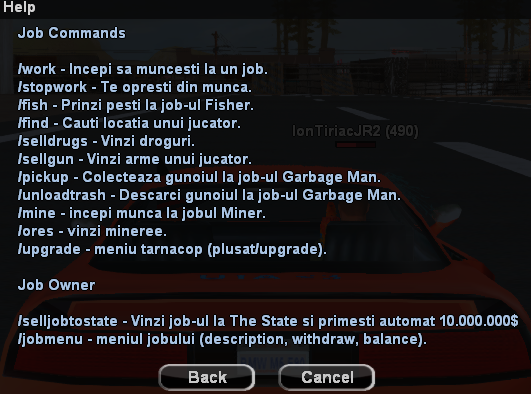 Help
Job Commands
/work - Incepi sa muncesti la un job.
/stopwork - Te opresti din munca.
/fish - Prinzi pesti la job-ul Fisher.
/find - Cauti locatia unui jucator.
IonTiriacJR2 (490)
/selldrugs - Vinzi droguri.
/sellgun - Vinzi arme unui jucator.
/pickup - Colecteaza gunoiul la job-ul Garbage Man.
/unloadtrash - Descarci gunoiul la job-ul Garbage Man.
/mine - incepi munca la jobul Miner.
/ores - vinzi mineree.
/upgrade - meniu tarnacop (plusat/upgrade).
Job Owner
/selljobtostate - Vinzi job-ul la The State si primesti automat 10.000.000$
/jobmenu - meniul jobului (description, withdraw, balance).
Back
Cancel